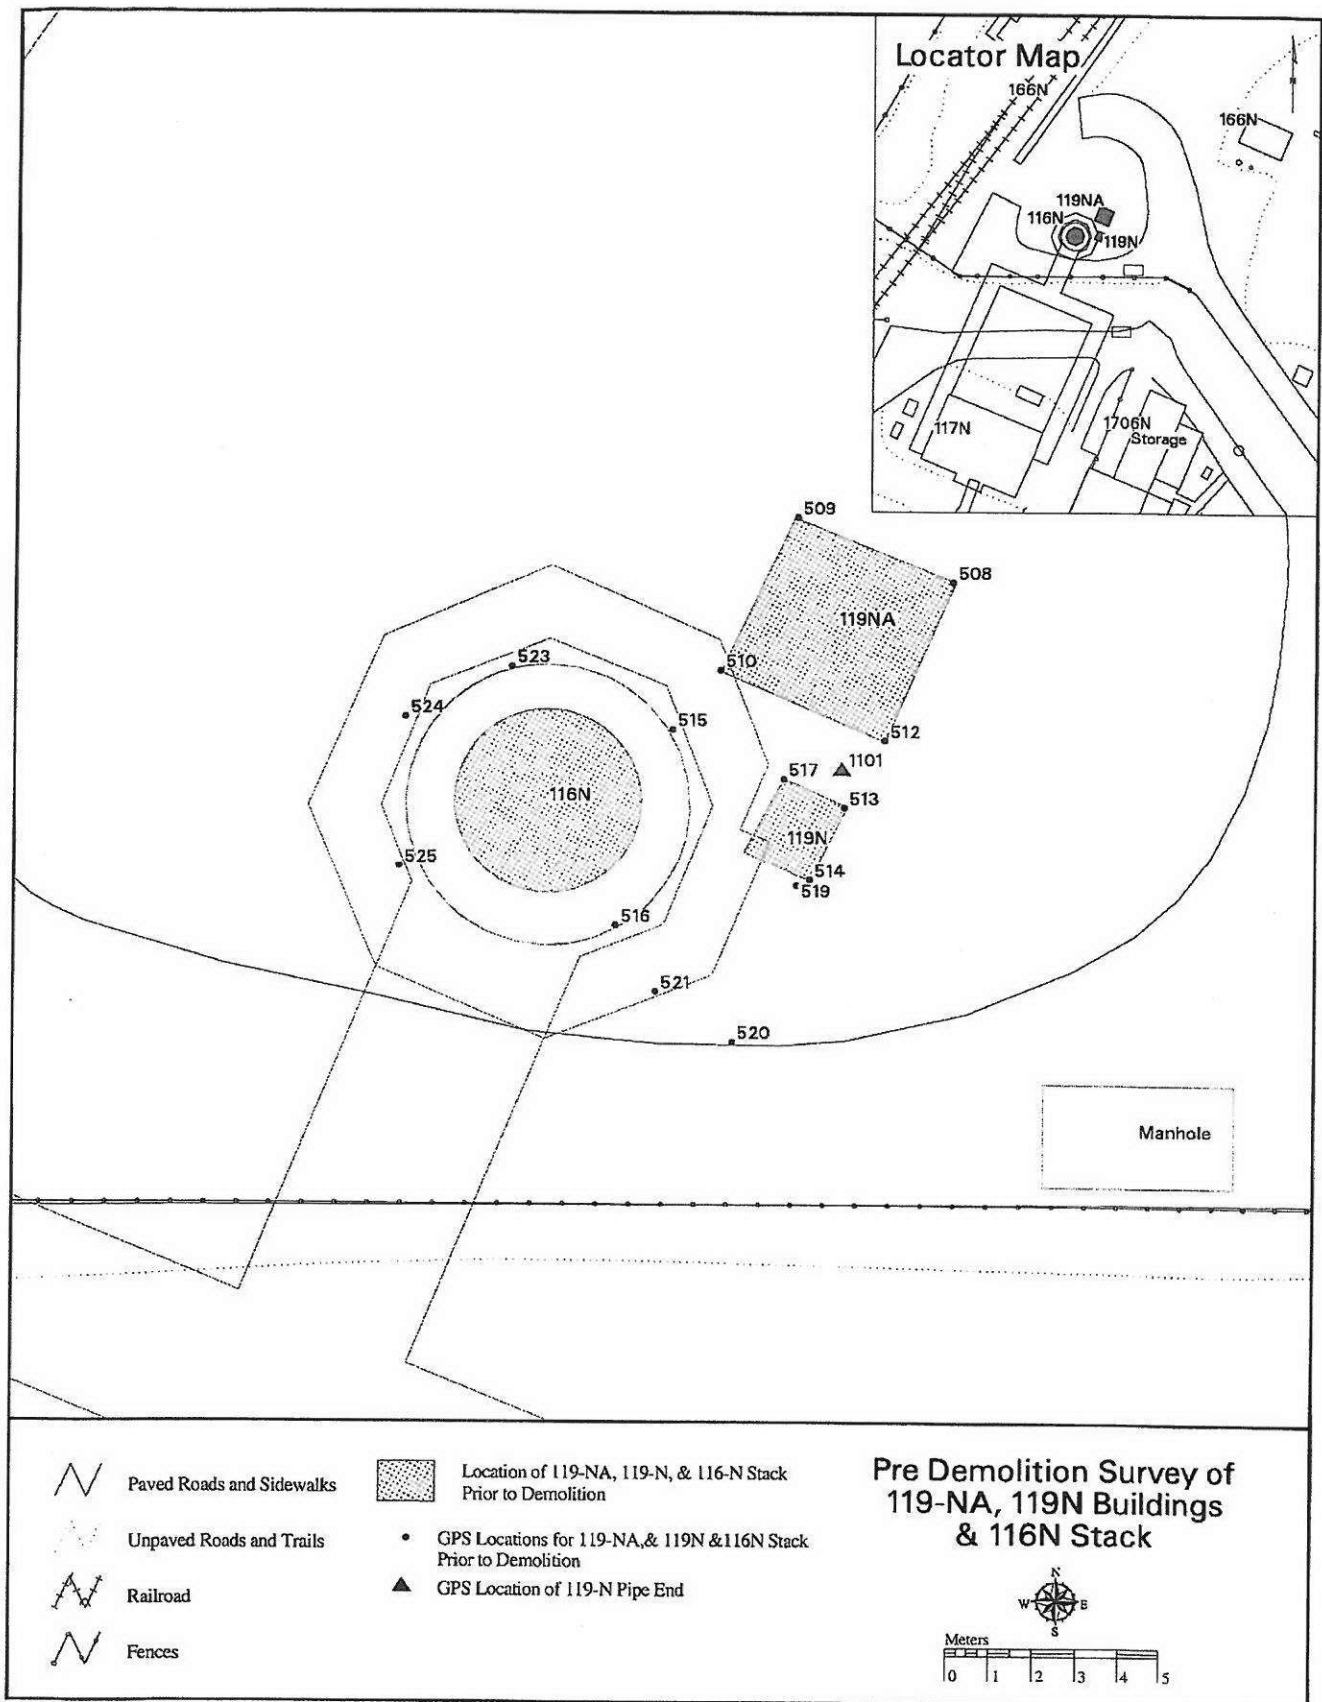 Locator Map
166N
166N
119NA
116N
119N
117N
1706N
Storage
509
508
119NA
523
510
524
515
512
1101
517
116N
513
119N
525
514
519
516
521
520
Manhole
Paved Roads and Sidewalks
Unpaved Roads and Trails
Railroad
Fences
Location of 119-NA, 119-N, & 116-N Stack
Prior to Demolition
GPS Locations for 119-NA,& 119N &116N Stack
Prior to Demolition
GPS Location of 119-N Pipe End
Pre Demolition Survey of
119-NA, 119N Buildings
& 116N Stack
N
W E
S
Meters
0 1 2 3 4 5